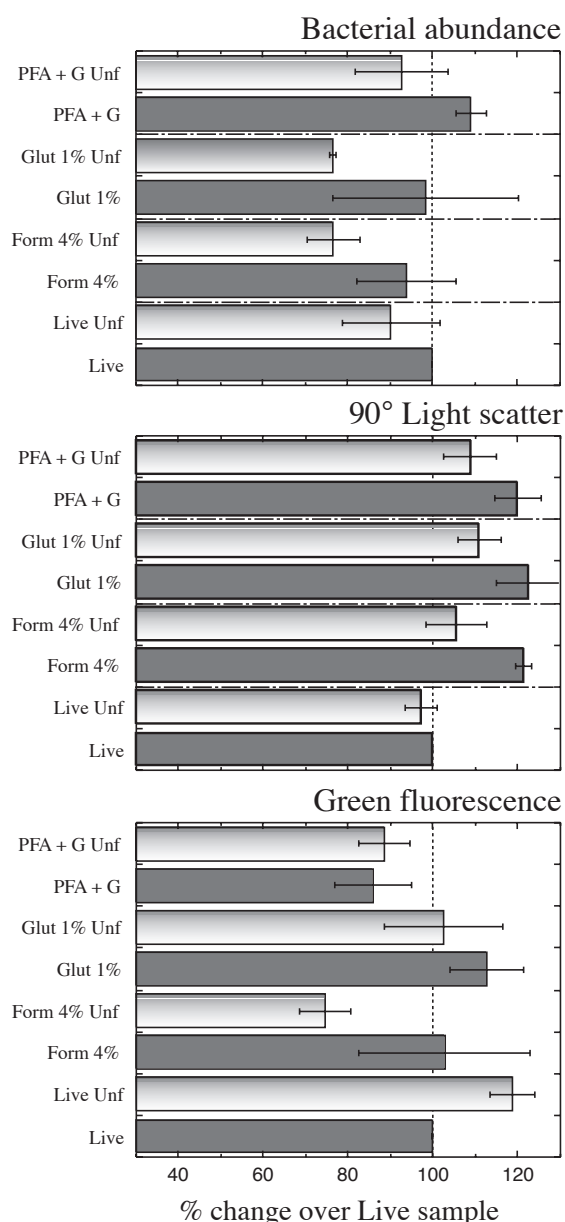 Bacterial abundance
PFA + G Unf
PFA + G
Glut 1% Unf
Glut 1%
Form 4% Unf
Form 4%
Live Unf
Live
90° Light scatter
PFA + G Unf
PFA + G
Glut 1% Unf
Glut 1%
Form 4% Unf
Form 4%
Live Unf
Live
Green fluorescence
PFA + G Unf
PFA + G
Glut 1% Unf
Glut 1%
Form 4% Unf
Form 4%
Live Unf
Live
40 60 80 100 120
% change over Live sample